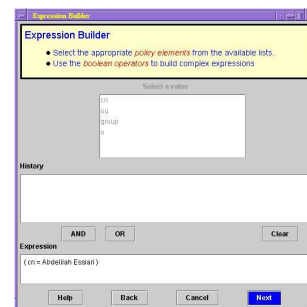 Expression Builder
Expression Builder
Select the appropriate policy elements from the available lists.
Use the boolean operators to build complex expressions
Select a value
cn
ou
group
o
History
AND OR Clear
Expression
( cn = Abdelilah Essiari )
Help Back Cancel Next